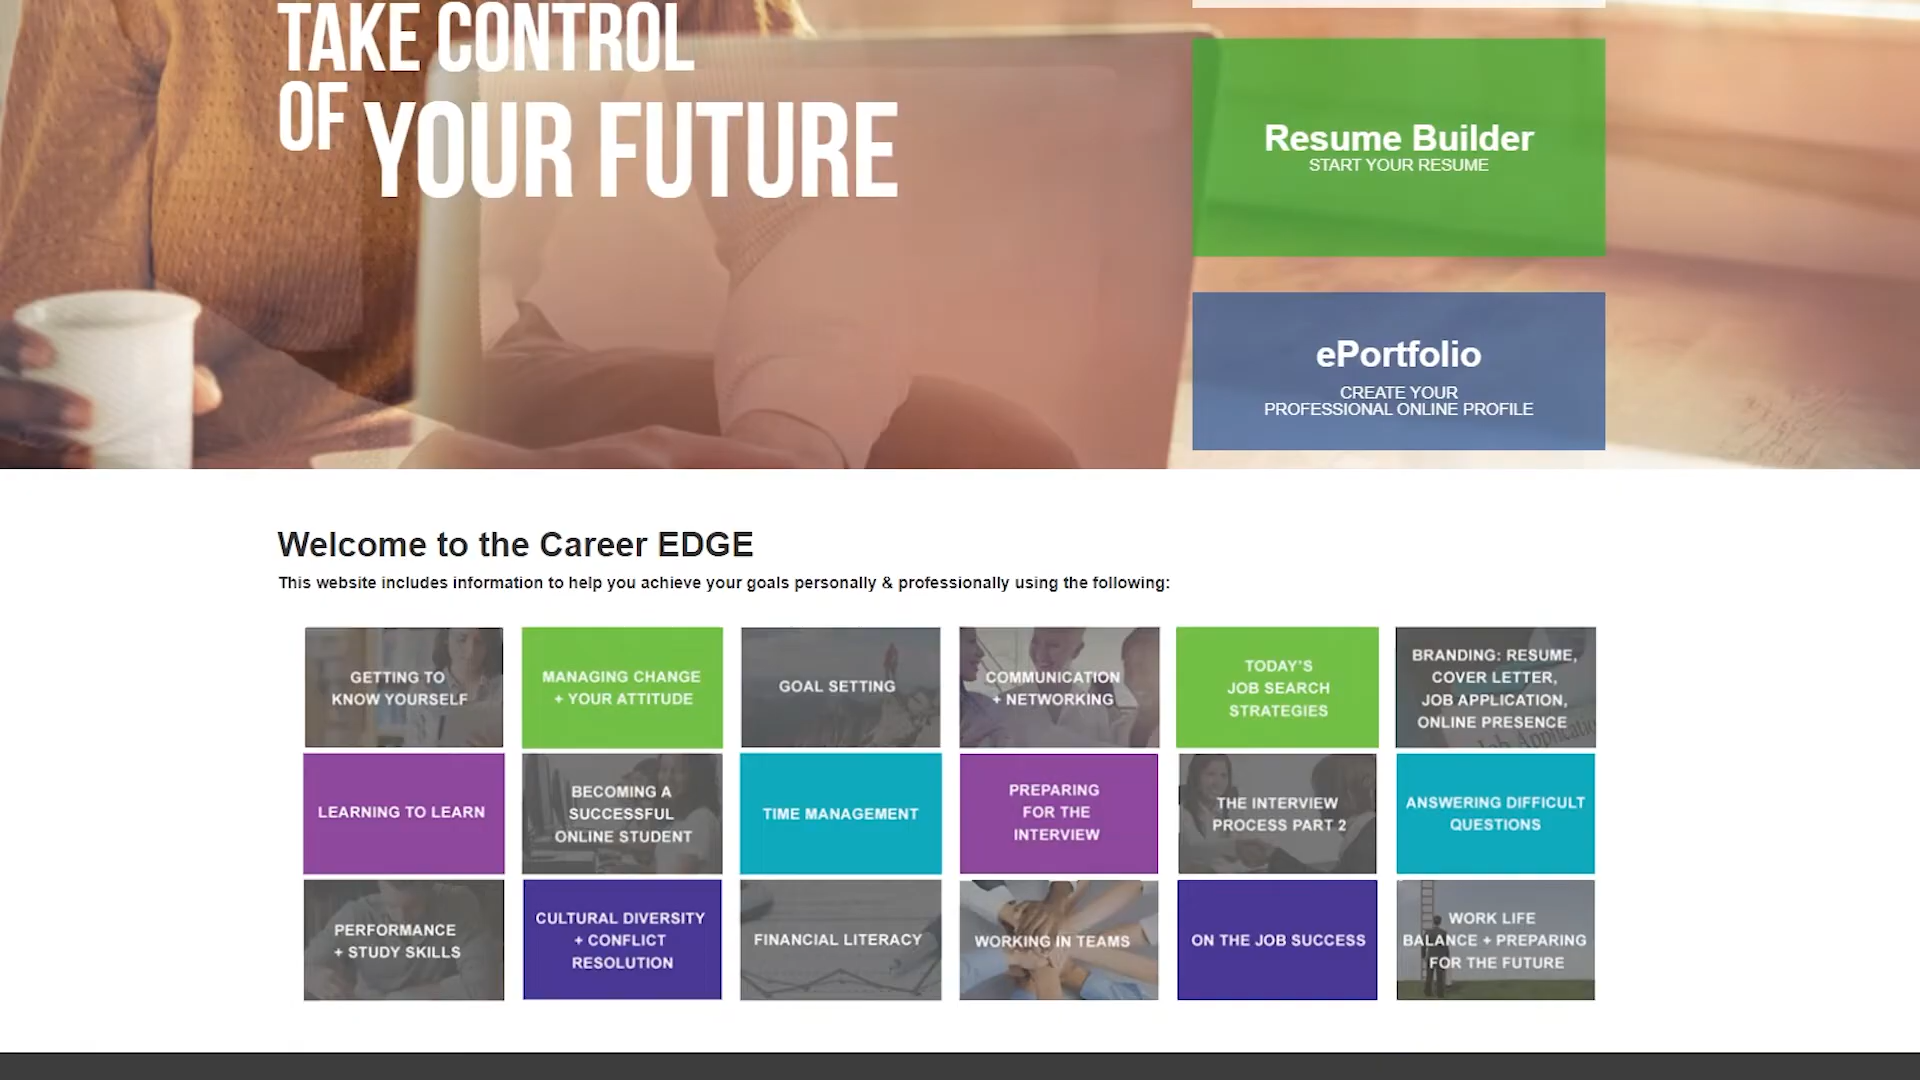 TAKE CONTROL
OF YOUR FUTURE
Resume Builder
START YOUR RESUME
ePortfolio
CREATE YOUR
PROFESSIONAL ONLINE PROFILE
Welcome to the Career EDGE
This website includes information to help you achieve your goals personally & professionally using the following:
GETTING TO
KNOW YOURSELF
MANAGING CHANGE
+ YOUR ATTITUDE
GOAL SETTING
COMMUNICATION
+ NETWORKING
TODAY'S
JOB SEARCH
STRATEGIES
BRANDING: RESUME,
COVER LETTER,
JOB APPLICATION,
ONLINE PRESENCE
Job Applicatio
LEARNING TO LEARN
BECOMING A
SUCCESSFUL
ONLINE STUDENT
TIME MANAGEMENT
PREPARING
FOR THE
INTERVIEW
THE INTERVIEW
PROCESS PART 2
ANSWERING DIFFICULT
QUESTIONS
PERFORMANCE
+ STUDY SKILLS
CULTURAL DIVERSITY
+ CONFLICT
RESOLUTION
FINANCIAL LITERACY
WORKING IN TEAMS
ON THE JOB SUCCESS
WORK LIFE
BALANCE + PREPARING
FOR THE FUTURE